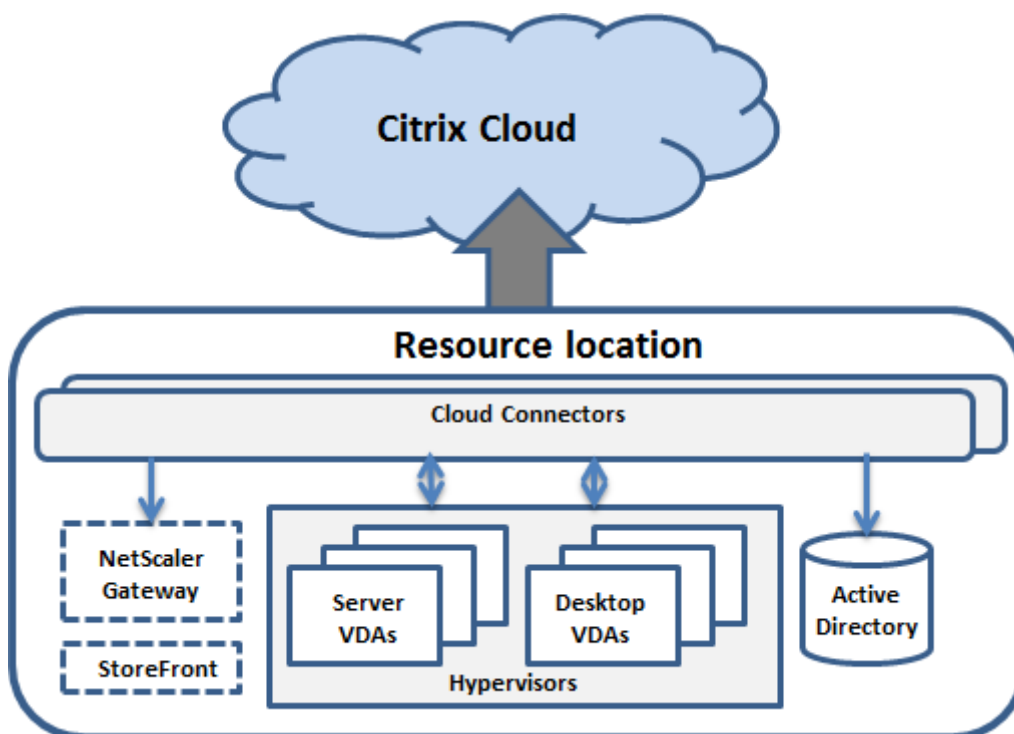 Citrix Cloud
Resource location
Cloud Connectors
NetScaler
Gateway
StoreFront
Server
VDAs
Desktop
VDAs
Hypervisors
Active
Directory